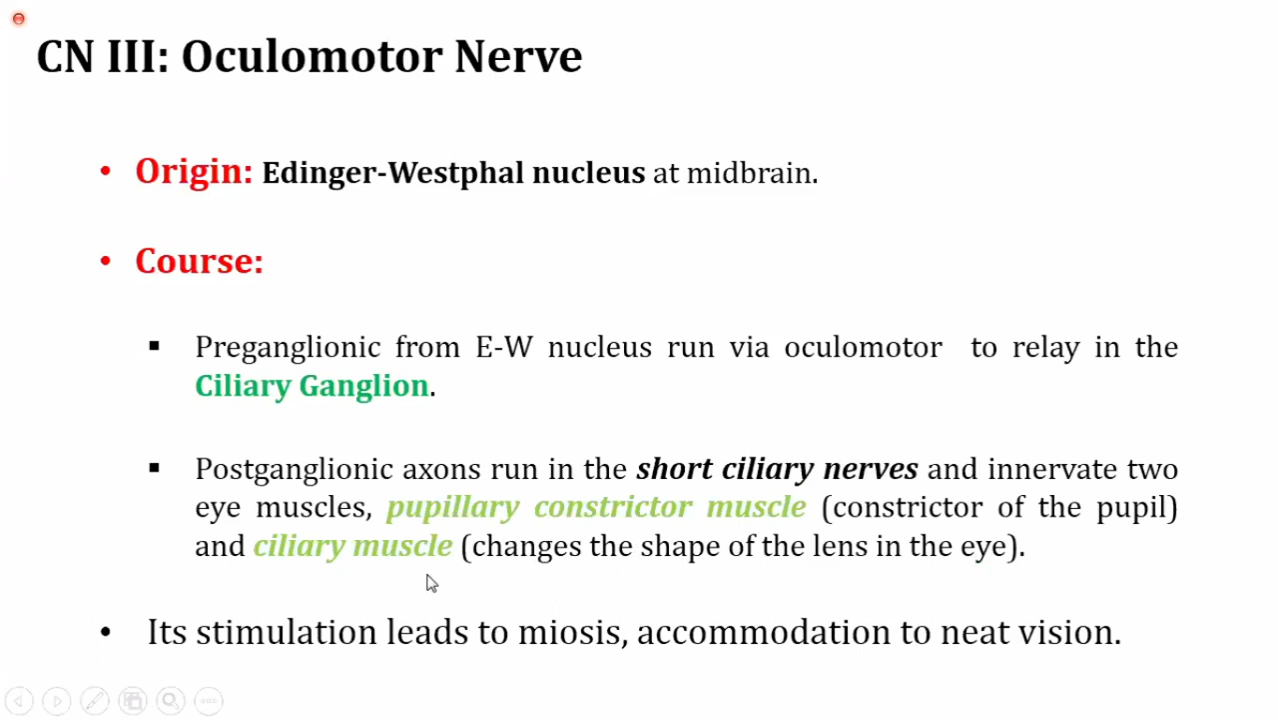 CN III: Oculomotor Nerve
• Origin: Edinger-Westphal nucleus at midbrain.
• Course:
▪ Preganglionic from E-W nucleus run via oculomotor to relay in the
Ciliary Ganglion.
▪ Postganglionic axons run in the short ciliary nerves and innervate two
eye muscles, pupillary constrictor muscle (constrictor of the pupil)
and ciliary muscle (changes the shape of the lens in the eye).
• Its stimulation leads to miosis, accommodation to neat vision.